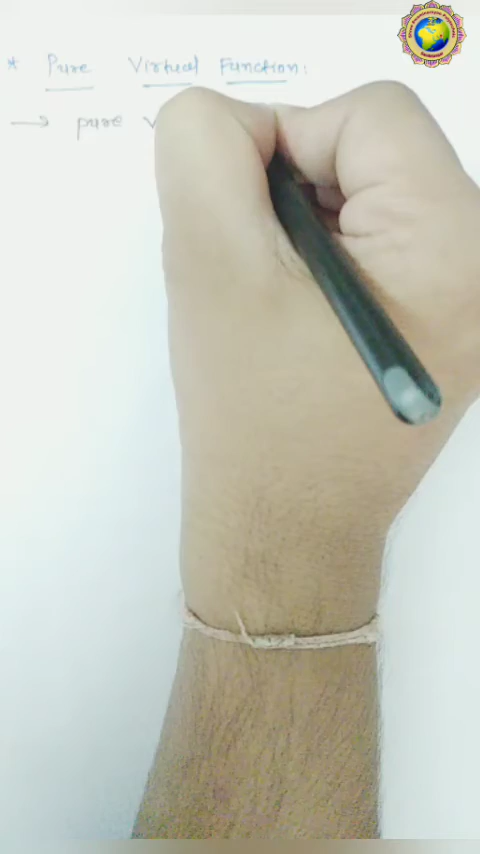 * Pure Virtual Function:
→ pure v